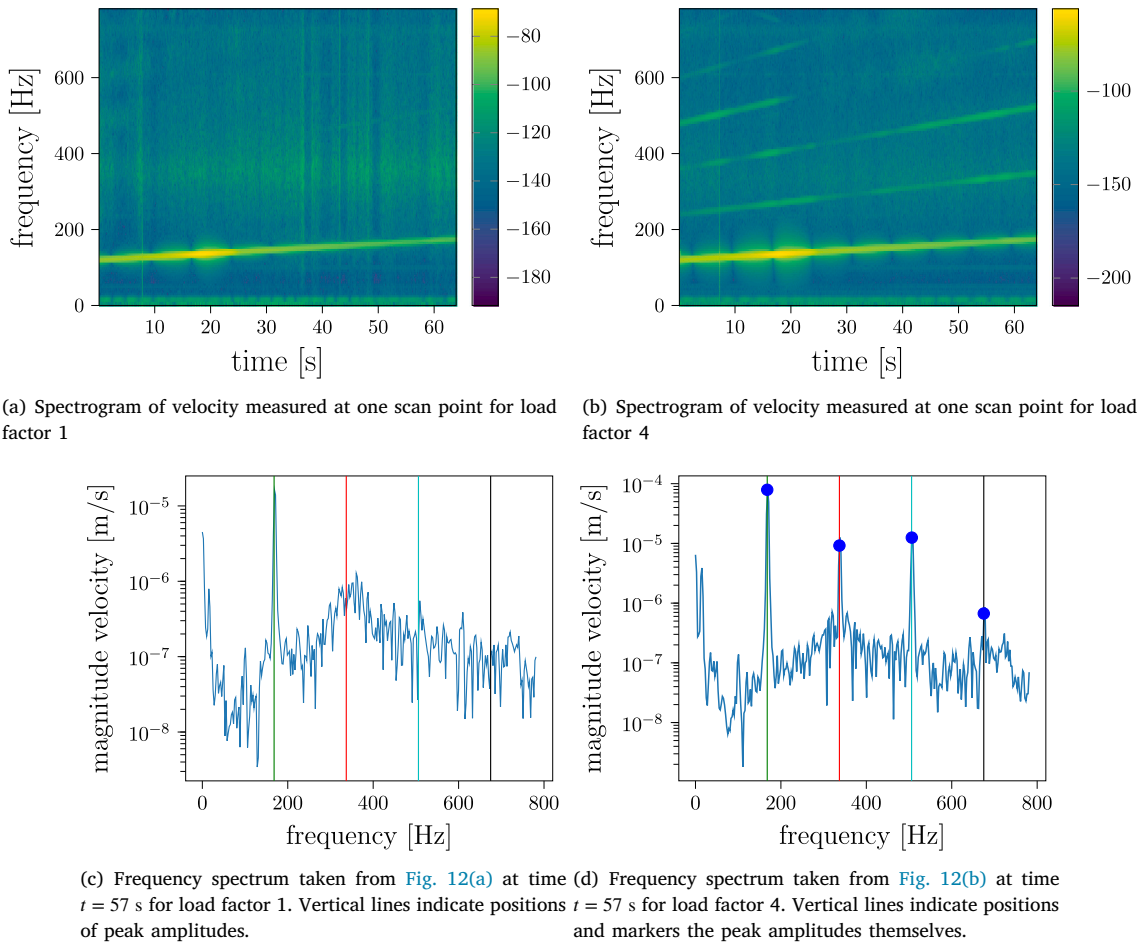 frequency [Hz]
600
400
200
0
10 20 30 40 50 60
time [s]
−80
−100
−120
−140
−160
−180
frequency [Hz]
600
400
200
0
10 20 30 40 50 60
time [s]
−100
−150
−200
(a) Spectrogram of velocity measured at one scan point for load
factor 1
(b) Spectrogram of velocity measured at one scan point for load
factor 4
magnitude velocity [m/s]
10⁻⁵
10⁻⁶
10⁻⁷
10⁻⁸
0 200 400 600 800
frequency [Hz]
magnitude velocity [m/s]
10⁻⁴
10⁻⁵
10⁻⁶
10⁻⁷
10⁻⁸
0 200 400 600 800
frequency [Hz]
(c) Frequency spectrum taken from Fig. 12(a) at time
t = 57 s for load factor 1. Vertical lines indicate positions
of peak amplitudes.
(d) Frequency spectrum taken from Fig. 12(b) at time
t = 57 s for load factor 4. Vertical lines indicate positions
and markers the peak amplitudes themselves.